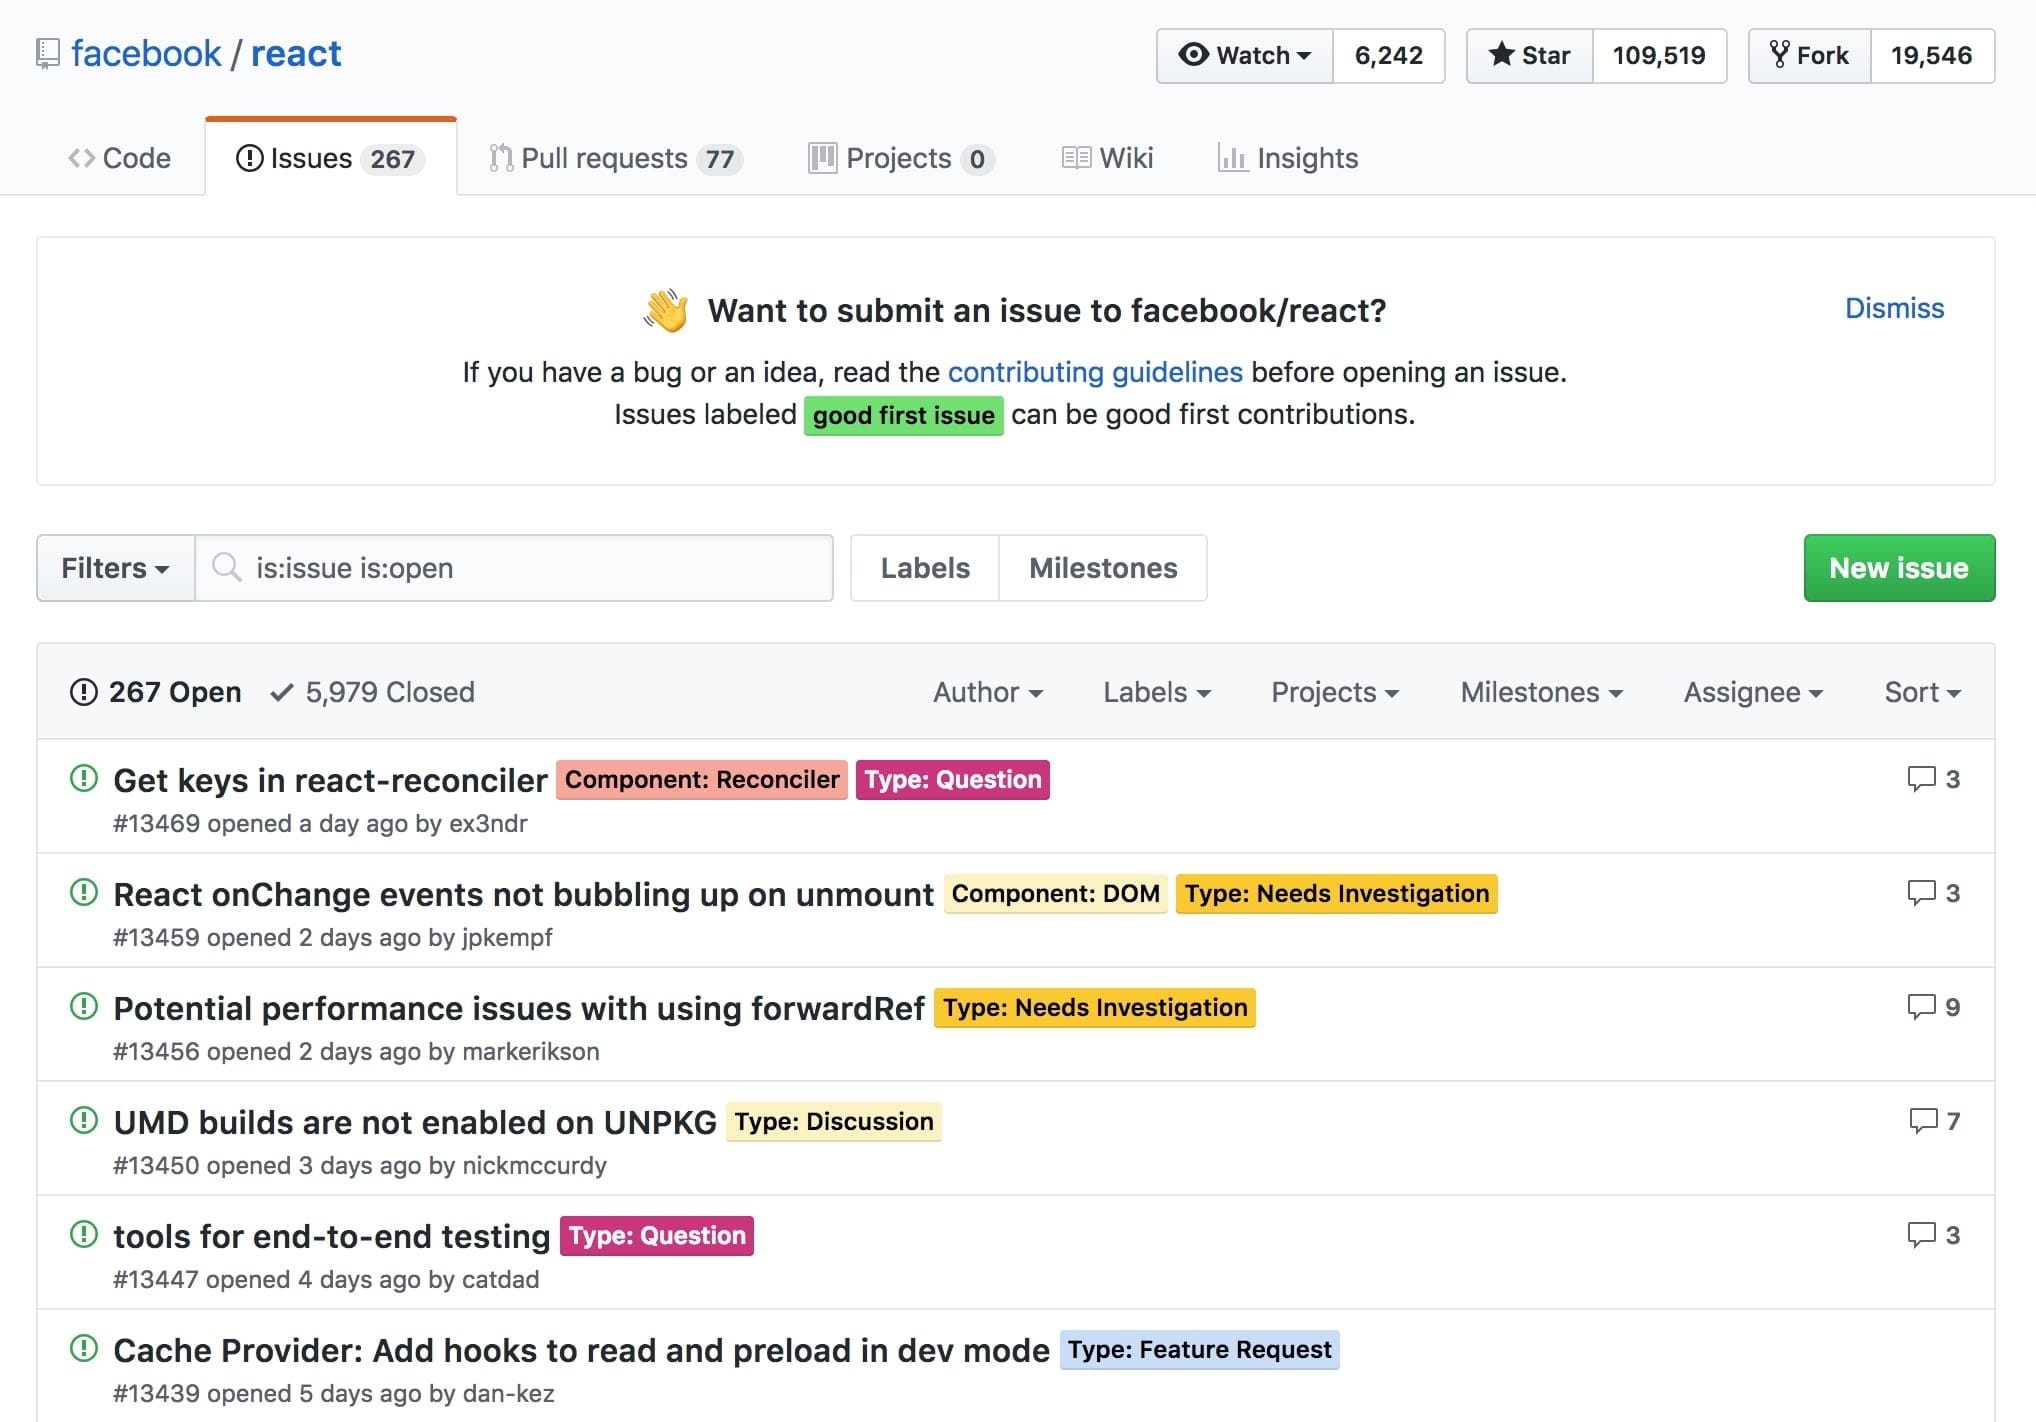 facebook / react
Watch 6,242 Star 109,519 Fork 19,546
Code Issues 267 Pull requests 77 Projects 0 Wiki Insights
Want to submit an issue to facebook/react?
Dismiss
If you have a bug or an idea, read the contributing guidelines before opening an issue.
Issues labeled good first issue can be good first contributions.
Filters is:issue is:open Labels Milestones New issue
267 Open 5,979 Closed Author Labels Projects Milestones Assignee Sort
Get keys in react-reconciler Component: Reconciler Type: Question 3
#13469 opened a day ago by ex3ndr
React onChange events not bubbling up on unmount Component: DOM Type: Needs Investigation 3
#13459 opened 2 days ago by jpkempf
Potential performance issues with using forwardRef Type: Needs Investigation 9
#13456 opened 2 days ago by markerikson
UMD builds are not enabled on UNPKG Type: Discussion 7
#13450 opened 3 days ago by nickmccurdy
tools for end-to-end testing Type: Question 3
#13447 opened 4 days ago by catdad
Cache Provider: Add hooks to read and preload in dev mode Type: Feature Request
#13439 opened 5 days ago by dan-kez